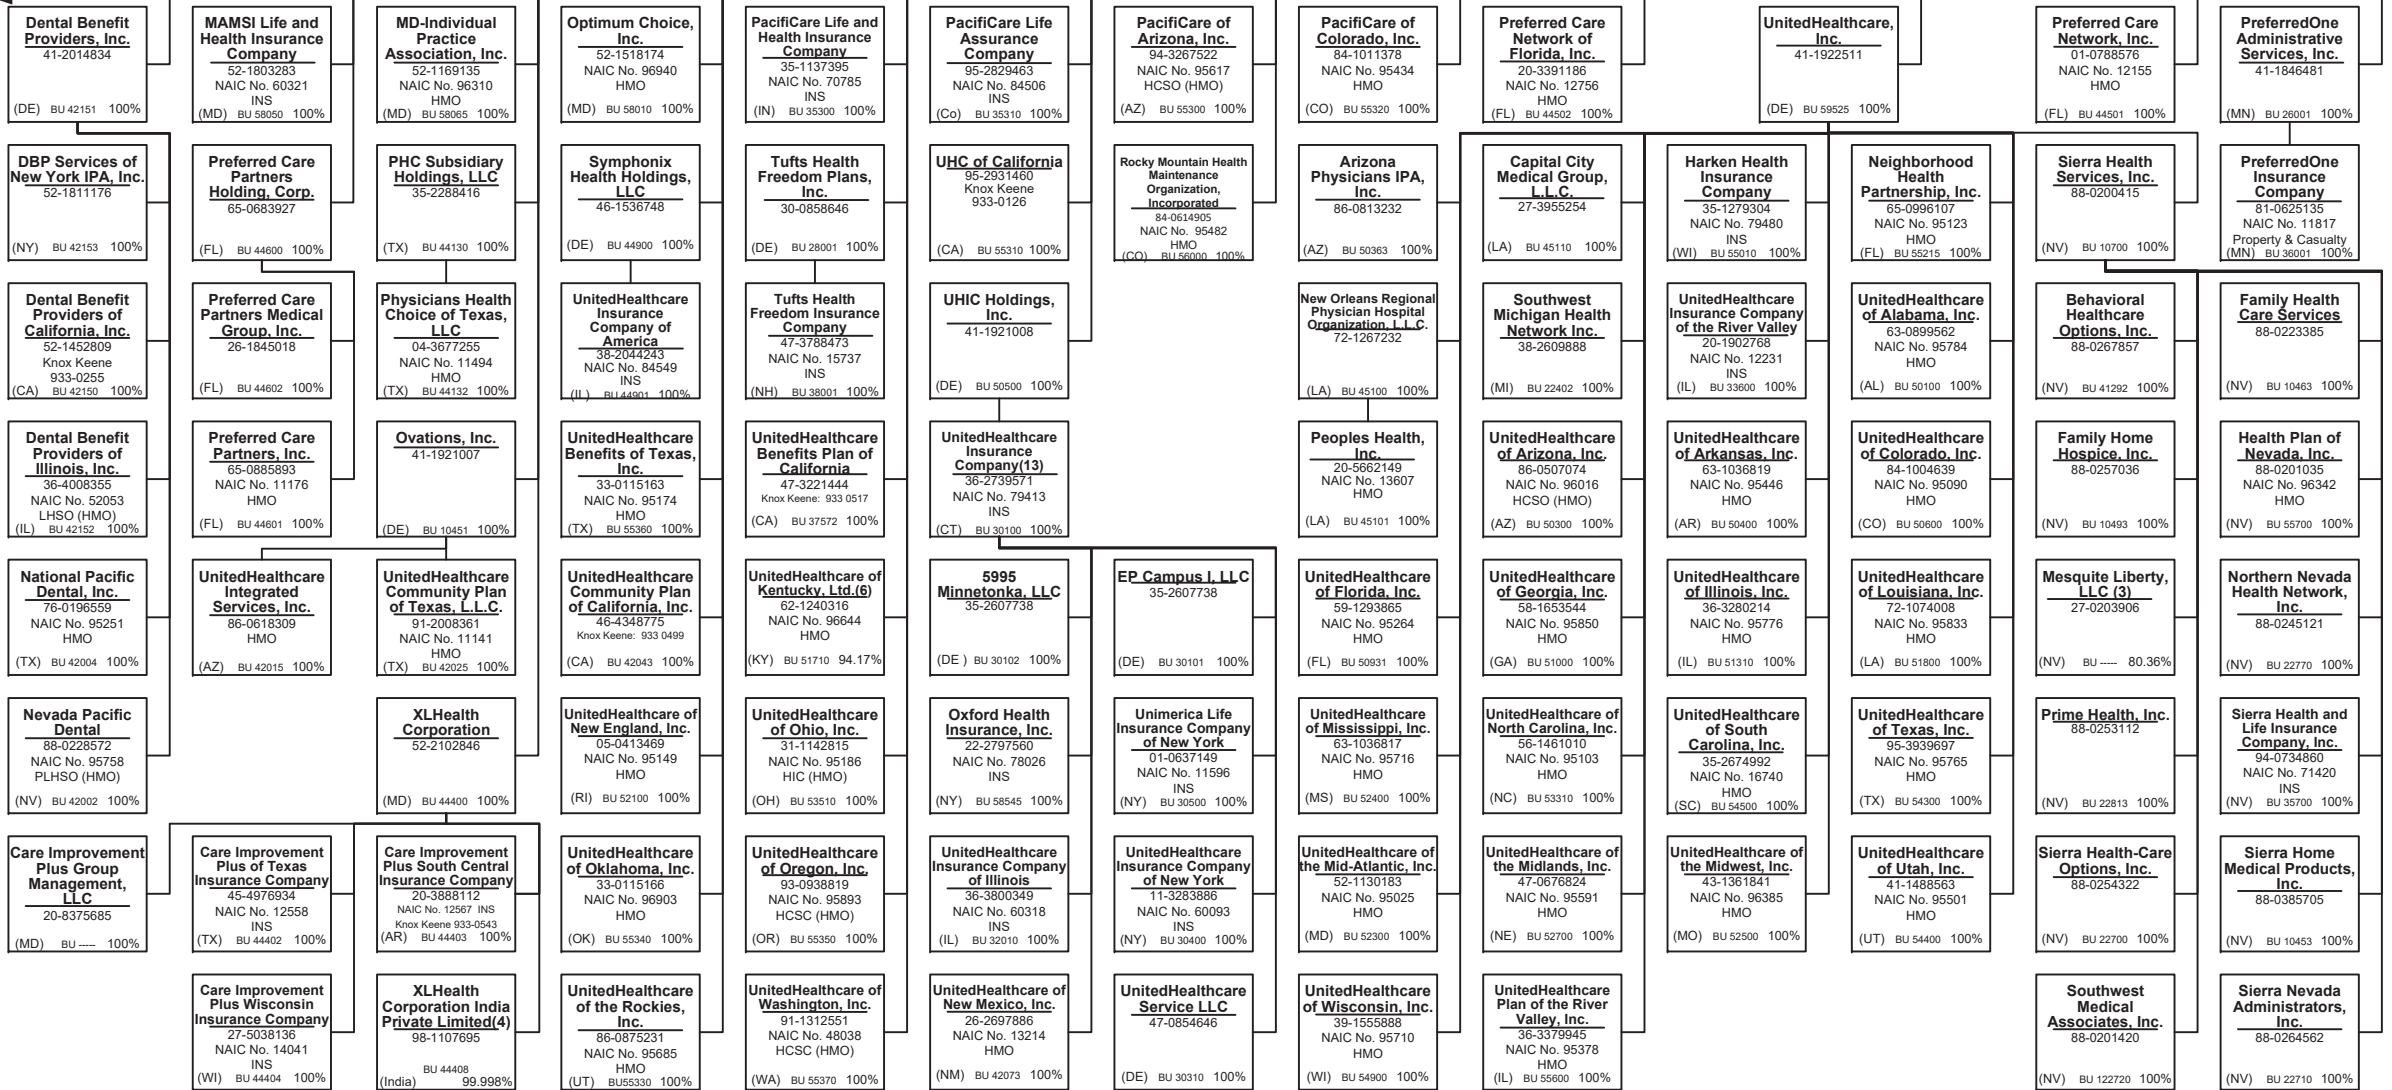 Dental Benefit
Providers, Inc.
41-2014834
(DE) BU 42151 100%
MAMSI Life and
Health Insurance
Company
52-1803283
NAIC No. 60321
INS
(MD) BU 58050 100%
MD-Individual
Practice
Association, Inc.
52-1169135
NAIC No. 96310
HMO
(MD) BU 58065 100%
Optimum Choice,
Inc.
52-1518174
NAIC No. 96940
HMO
(MD) BU 58010 100%
PacifiCare Life and
Health Insurance
Company
35-1137395
NAIC No. 70785
INS
(IN) BU 35300 100%
PacifiCare Life
Assurance
Company
95-2829463
NAIC No. 84506
INS
(Co) BU 35310 100%
PacifiCare of
Arizona, Inc.
94-3267522
NAIC No. 95617
HCSO (HMO)
(AZ) BU 55300 100%
PacifiCare of
Colorado, Inc.
84-1011378
NAIC No. 95434
HMO
(CO) BU 55320 100%
Preferred Care
Network of
Florida, Inc.
20-3391186
NAIC No. 12756
HMO
(FL) BU 44502 100%
UnitedHealthcare,
Inc.
41-1922511
(DE) BU 59525 100%
Preferred Care
Network, Inc.
01-0788576
NAIC No. 12155
HMO
(FL) BU 44501 100%
PreferredOne
Administrative
Services, Inc.
41-1846481
(MN) BU 26001 100%
DBP Services of
New York IPA, Inc.
52-1811176
(NY) BU 42153 100%
Preferred Care
Partners
Holding, Corp.
65-0683927
(FL) BU 44600 100%
PHC Subsidiary
Holdings, LLC
35-2288416
(TX) BU 44130 100%
Symphonix
Health Holdings,
LLC
46-1536748
(DE) BU 44900 100%
Tufts Health
Freedom Plans,
Inc.
30-0858646
(DE) BU 28001 100%
UHC of California
95-2931460
Knox Keene
933-0126
(CA) BU 55310 100%
Rocky Mountain Health
Maintenance
Organization,
Incorporated
84-0614905
NAIC No. 95482
HMO
(CO) BU 56000 100%
Arizona
Physicians IPA,
Inc.
86-0813232
(AZ) BU 50363 100%
Capital City
Medical Group,
L.L.C.
27-3955254
(LA) BU 45110 100%
Harken Health
Insurance
Company
35-1279304
NAIC No. 79480
INS
(WI) BU 55010 100%
Neighborhood
Health
Partnership, Inc.
65-0996107
NAIC No. 95123
HMO
(FL) BU 55215 100%
Sierra Health
Services, Inc.
88-0200415
(NV) BU 10700 100%
PreferredOne
Insurance
Company
81-0625135
NAIC No. 11817
Property & Casualty
(MN) BU 36001 100%
Dental Benefit
Providers of
California, Inc.
52-1452809
Knox Keene
933-0255
(CA) BU 42150 100%
Preferred Care
Partners Medical
Group, Inc.
26-1845018
(FL) BU 44602 100%
Physicians Health
Choice of Texas,
LLC
04-3677255
NAIC No. 11494
HMO
(TX) BU 44132 100%
UnitedHealthcare
Insurance
Company of
America
38-2044243
NAIC No. 84549
INS
(IL) BU 44901 100%
Tufts Health
Freedom Insurance
Company
47-3788473
NAIC No. 15737
INS
(NH) BU 38001 100%
UHIC Holdings,
Inc.
41-1921008
(DE) BU 50500 100%
New Orleans Regional
Physician Hospital
Organization, L.L.C.
72-1267232
(LA) BU 45100 100%
Southwest
Michigan Health
Network Inc.
38-2609888
(MI) BU 22402 100%
UnitedHealthcare
Insurance Company
of the River Valley
20-1902768
NAIC No. 12231
INS
(IL) BU 33600 100%
UnitedHealthcare
of Alabama, Inc.
63-0899562
NAIC No. 95784
HMO
(AL) BU 50100 100%
Behavioral
Healthcare
Options, Inc.
88-0267857
(NV) BU 41292 100%
Family Health
Care Services
88-0223385
(NV) BU 10463 100%
Dental Benefit
Providers of
Illinois, Inc.
36-4008355
NAIC No. 52053
LHSO (HMO)
(IL) BU 42152 100%
Preferred Care
Partners, Inc.
65-0885893
NAIC No. 11176
HMO
(FL) BU 44601 100%
Ovations, Inc.
41-1921007
(DE) BU 10451 100%
UnitedHealthcare
Benefits of Texas,
Inc.
33-0115163
NAIC No. 95174
HMO
(TX) BU 55360 100%
UnitedHealthcare
Benefits Plan of
California
47-3221444
Knox Keene: 933 0517
(CA) BU 37572 100%
UnitedHealthcare
Insurance
Company(13)
36-2739571
NAIC No. 79413
INS
(CT) BU 30100 100%
Peoples Health,
Inc.
20-5662149
NAIC No. 13607
HMO
(LA) BU 45101 100%
UnitedHealthcare
of Arizona, Inc.
86-0507074
NAIC No. 96016
HCSO (HMO)
(AZ) BU 50300 100%
UnitedHealthcare
of Arkansas, Inc.
63-1036819
NAIC No. 95446
HMO
(AR) BU 50400 100%
UnitedHealthcare
of Colorado, Inc.
84-1004639
NAIC No. 95090
HMO
(CO) BU 50600 100%
Family Home
Hospice, Inc.
88-0257036
(NV) BU 10493 100%
Health Plan of
Nevada, Inc.
88-0201035
NAIC No. 96342
HMO
(NV) BU 55700 100%
National Pacific
Dental, Inc.
76-0196559
NAIC No. 95251
HMO
(TX) BU 42004 100%
UnitedHealthcare
Integrated
Services, Inc.
86-0618309
HMO
(AZ) BU 42015 100%
UnitedHealthcare
Community Plan
of Texas, L.L.C.
91-2008361
NAIC No. 11141
HMO
(TX) BU 42025 100%
UnitedHealthcare
Community Plan
of California, Inc.
46-4348775
Knox Keene: 933 0499
(CA) BU 42043 100%
UnitedHealthcare of
Kentucky, Ltd.(6)
62-1240316
NAIC No. 96644
HMO
(KY) BU 51710 94.17%
5995
Minnetonka, LLC
35-2607738
(DE ) BU 30102 100%
EP Campus I, LLC
35-2607738
(DE) BU 30101 100%
UnitedHealthcare
of Florida, Inc.
59-1293865
NAIC No. 95264
HMO
(FL) BU 50931 100%
UnitedHealthcare
of Georgia, Inc.
58-1653544
NAIC No. 95850
HMO
(GA) BU 51000 100%
UnitedHealthcare
of Illinois, Inc.
36-3280214
NAIC No. 95776
HMO
(IL) BU 51310 100%
UnitedHealthcare
of Louisiana, Inc.
72-1074008
NAIC No. 95833
HMO
(LA) BU 51800 100%
Mesquite Liberty,
LLC (3)
27-0203906
(NV) BU ----- 80.36%
Northern Nevada
Health Network,
Inc.
88-0245121
(NV) BU 22770 100%
Nevada Pacific
Dental
88-0228572
NAIC No. 95758
PLHSO (HMO)
(NV) BU 42002 100%
XLHealth
Corporation
52-2102846
(MD) BU 44400 100%
UnitedHealthcare of
New England, Inc.
05-0413469
NAIC No. 95149
HMO
(RI) BU 52100 100%
UnitedHealthcare
of Ohio, Inc.
31-1142815
NAIC No. 95186
HIC (HMO)
(OH) BU 53510 100%
Oxford Health
Insurance, Inc.
22-2797560
NAIC No. 78026
INS
(NY) BU 58545 100%
Unimerica Life
Insurance Company
of New York
01-0637149
NAIC No. 11596
INS
(NY) BU 30500 100%
UnitedHealthcare
of Mississippi, Inc.
63-1036817
NAIC No. 95716
HMO
(MS) BU 52400 100%
UnitedHealthcare of
North Carolina, Inc.
56-1461010
NAIC No. 95103
HMO
(NC) BU 53310 100%
UnitedHealthcare
of South
Carolina, Inc.
35-2674992
NAIC No. 16740
HMO
(SC) BU 54500 100%
UnitedHealthcare
of Texas, Inc.
95-3939697
NAIC No. 95765
HMO
(TX) BU 54300 100%
Prime Health, Inc.
88-0253112
(NV) BU 22813 100%
Sierra Health and
Life Insurance
Company, Inc.
94-0734860
NAIC No. 71420
INS
(NV) BU 35700 100%
Care Improvement
Plus Group
Management,
LLC
20-8375685
(MD) BU ----- 100%
Care Improvement
Plus of Texas
Insurance Company
45-4976934
NAIC No. 12558
INS
(TX) BU 44402 100%
Care Improvement
Plus South Central
Insurance Company
20-3888112
NAIC No. 12567 INS
Knox Keene 933-0543
(AR) BU 44403 100%
UnitedHealthcare
of Oklahoma, Inc.
33-0115166
NAIC No. 96903
HMO
(OK) BU 55340 100%
UnitedHealthcare
of Oregon, Inc.
93-0938819
NAIC No. 95893
HCSC (HMO)
(OR) BU 55350 100%
UnitedHealthcare
Insurance Company
of Illinois
36-3800349
NAIC No. 60318
INS
(IL) BU 32010 100%
UnitedHealthcare
Insurance Company
of New York
11-3283886
NAIC No. 60093
INS
(NY) BU 30400 100%
UnitedHealthcare of
the Mid-Atlantic, Inc.
52-1130183
NAIC No. 95025
HMO
(MD) BU 52300 100%
UnitedHealthcare of
the Midlands, Inc.
47-0676824
NAIC No. 95591
HMO
(NE) BU 52700 100%
UnitedHealthcare of
the Midwest, Inc.
43-1361841
NAIC No. 96385
HMO
(MO) BU 52500 100%
UnitedHealthcare
of Utah, Inc.
41-1488563
NAIC No. 95501
HMO
(UT) BU 54400 100%
Sierra Health-Care
Options, Inc.
88-0254322
(NV) BU 22700 100%
Sierra Home
Medical Products,
Inc.
88-0385705
(NV) BU 10453 100%
Care Improvement
Plus Wisconsin
Insurance Company
27-5038136
NAIC No. 14041
INS
(WI) BU 44404 100%
XLHealth
Corporation India
Private Limited(4)
98-1107695
BU 44408
(India) 99.998%
UnitedHealthcare
of the Rockies,
Inc.
86-0875231
NAIC No. 95685
HMO
(UT) BU55330 100%
UnitedHealthcare of
Washington, Inc.
91-1312551
NAIC No. 48038
HCSC (HMO)
(WA) BU 55370 100%
UnitedHealthcare of
New Mexico, Inc.
26-2697886
NAIC No. 13214
HMO
(NM) BU 42073 100%
UnitedHealthcare
Service LLC
47-0854646
(DE) BU 30310 100%
UnitedHealthcare
of Wisconsin, Inc.
39-1555888
NAIC No. 95710
HMO
(WI) BU 54900 100%
UnitedHealthcare
Plan of the River
Valley, Inc.
36-3379945
NAIC No. 95378
HMO
(IL) BU 55600 100%
Southwest
Medical
Associates, Inc.
88-0201420
(NV) BU 122720 100%
Sierra Nevada
Administrators,
Inc.
88-0264562
(NV) BU 22710 100%